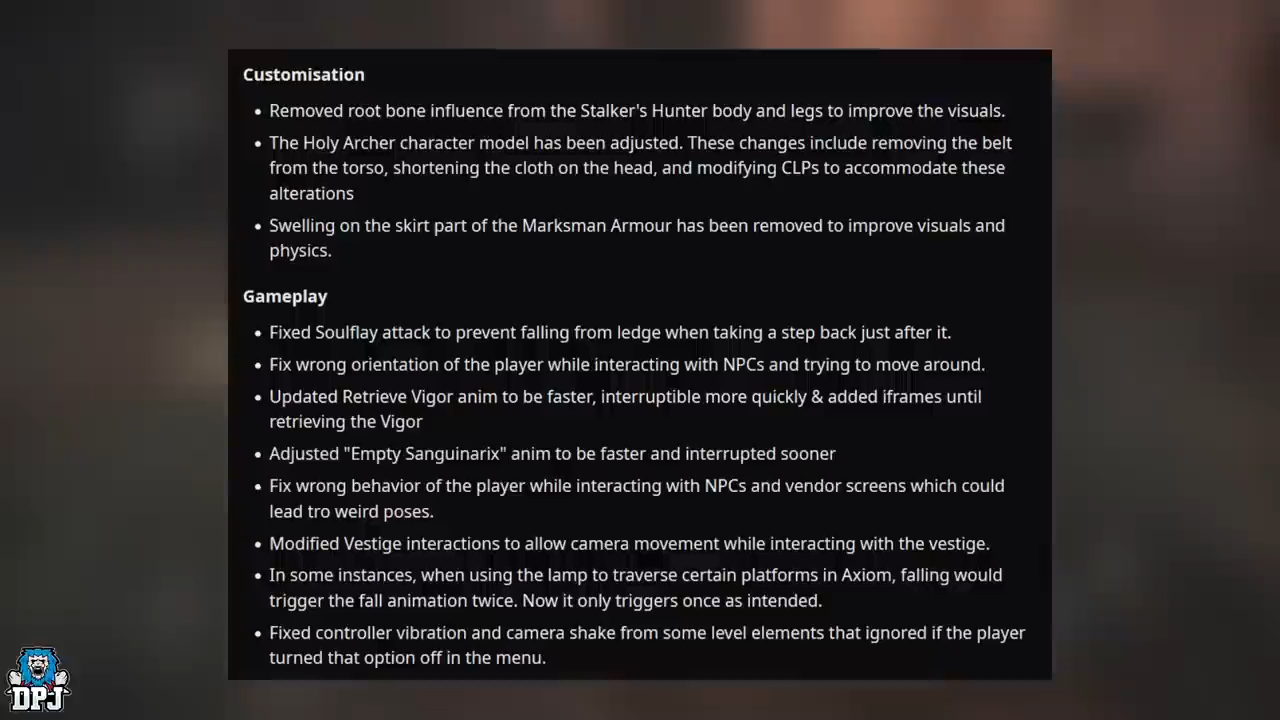 Customisation
• Removed root bone influence from the Stalker's Hunter body and legs to improve the visuals.
• The Holy Archer character model has been adjusted. These changes include removing the belt
from the torso, shortening the cloth on the head, and modifying CLPs to accommodate these
alterations
• Swelling on the skirt part of the Marksman Armour has been removed to improve visuals and
physics.
Gameplay
• Fixed Soulflay attack to prevent falling from ledge when taking a step back just after it.
• Fix wrong orientation of the player while interacting with NPCs and trying to move around.
• Updated Retrieve Vigor anim to be faster, interruptible more quickly & added iframes until
retrieving the Vigor
• Adjusted "Empty Sanguinarix" anim to be faster and interrupted sooner
• Fix wrong behavior of the player while interacting with NPCs and vendor screens which could
lead tro weird poses.
• Modified Vestige interactions to allow camera movement while interacting with the vestige.
• In some instances, when using the lamp to traverse certain platforms in Axiom, falling would
trigger the fall animation twice. Now it only triggers once as intended.
• Fixed controller vibration and camera shake from some level elements that ignored if the player
turned that option off in the menu.
DPJ